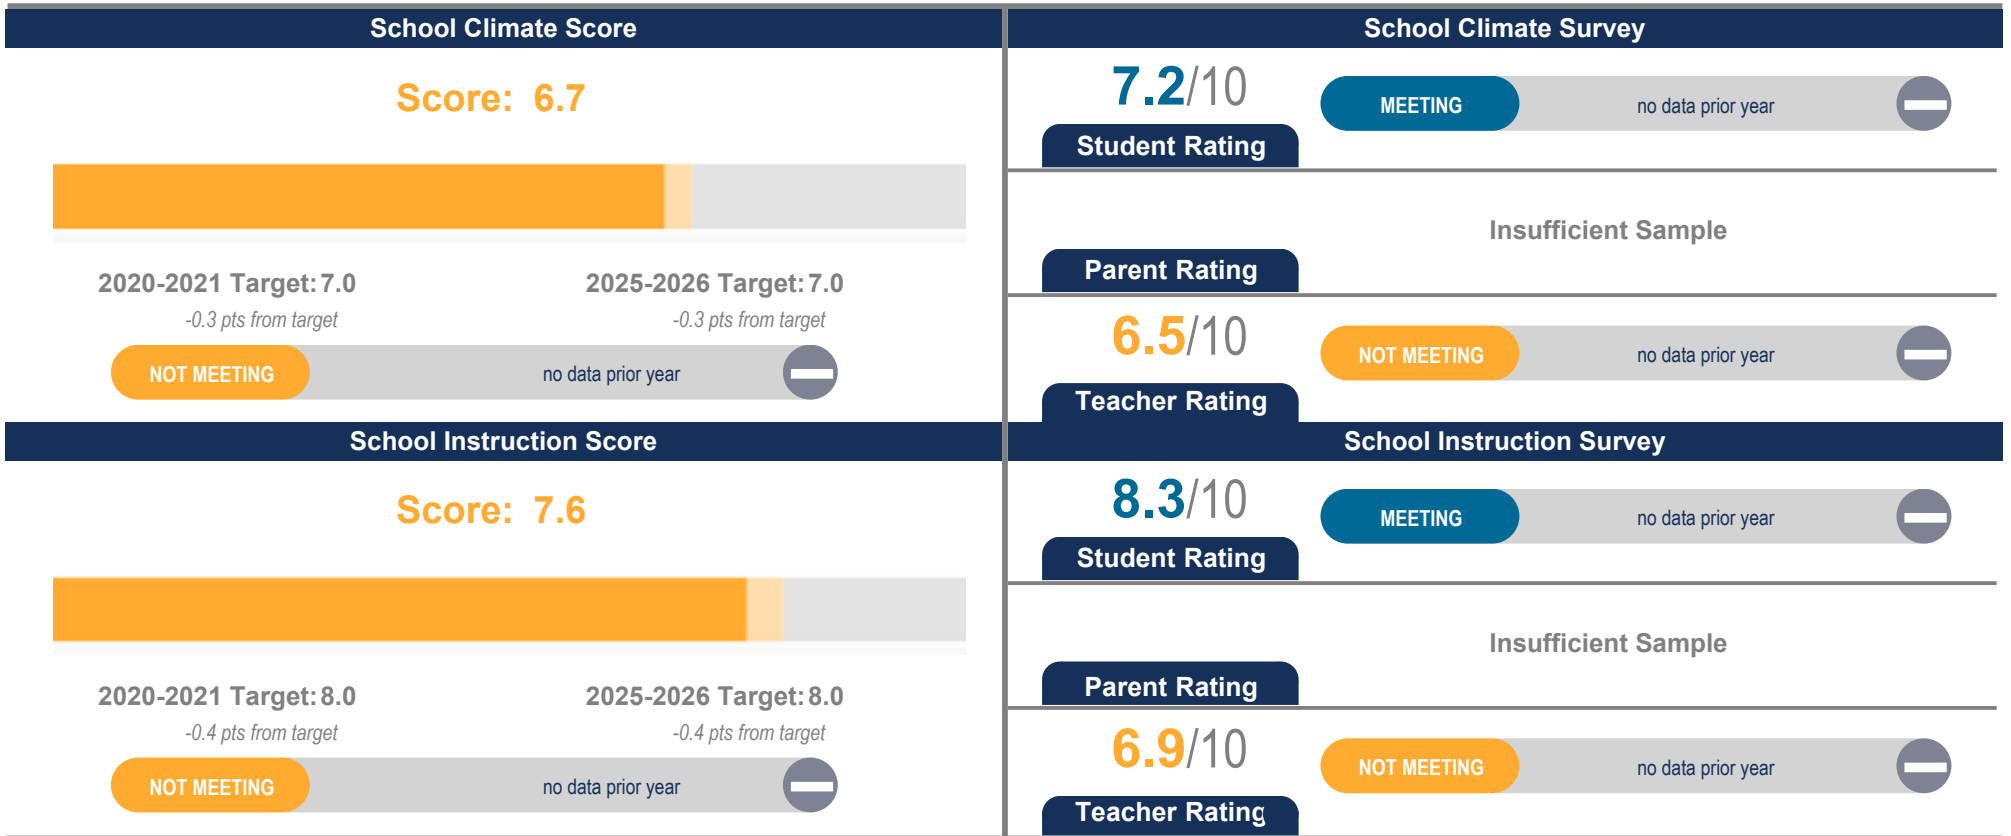 School Climate Score
Score: 6.7
2020-2021 Target: 7.0
2025-2026 Target: 7.0
-0.3 pts from target
-0.3 pts from target
NOT MEETING
no data prior year
School Climate Survey
7.2/10
Student Rating
MEETING
no data prior year
Insufficient Sample
Parent Rating
6.5/10
Teacher Rating
NOT MEETING
no data prior year
School Instruction Score
Score: 7.6
2020-2021 Target: 8.0
2025-2026 Target: 8.0
-0.4 pts from target
-0.4 pts from target
NOT MEETING
no data prior year
School Instruction Survey
8.3/10
Student Rating
MEETING
no data prior year
Insufficient Sample
Parent Rating
6.9/10
Teacher Rating
NOT MEETING
no data prior year